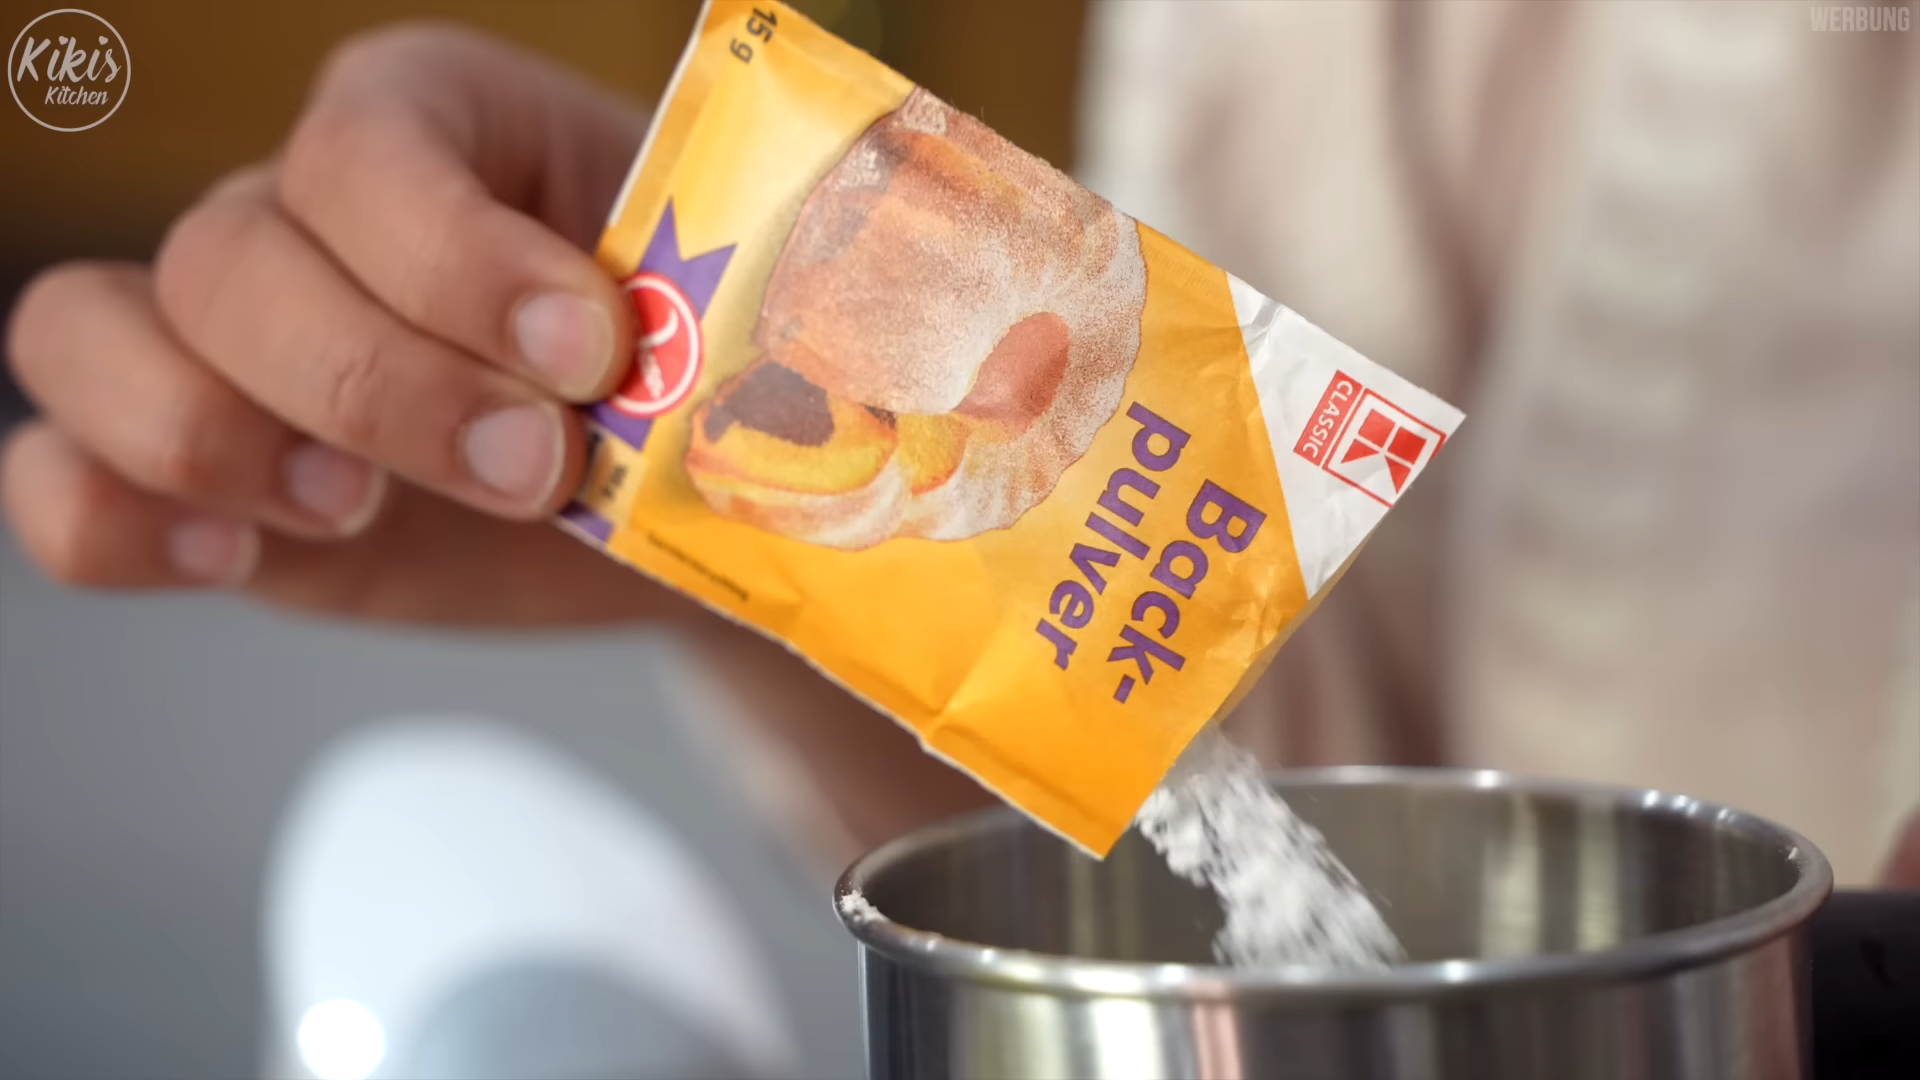 Kikis
Kitchen
WERBUNG
15 g
CLASSIC
K
Back-
pulver